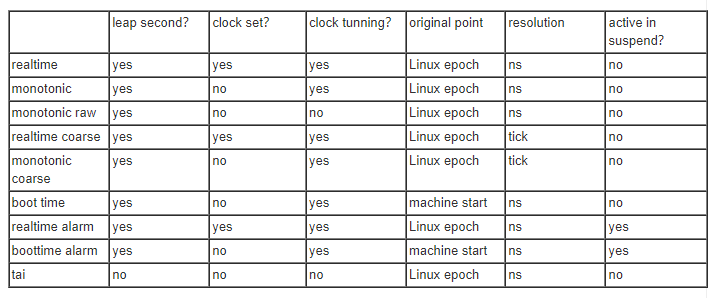 leap second? clock set? clock tunning? original point resolution active in
suspend?
realtime yes yes yes Linux epoch ns no
monotonic yes no yes Linux epoch ns no
monotonic raw yes no no Linux epoch ns no
realtime coarse yes yes yes Linux epoch tick no
monotonic yes no yes Linux epoch tick no
coarse
boot time yes no yes machine start ns no
realtime alarm yes yes yes Linux epoch ns yes
boottime alarm yes no yes machine start ns yes
tai no no no Linux epoch ns no